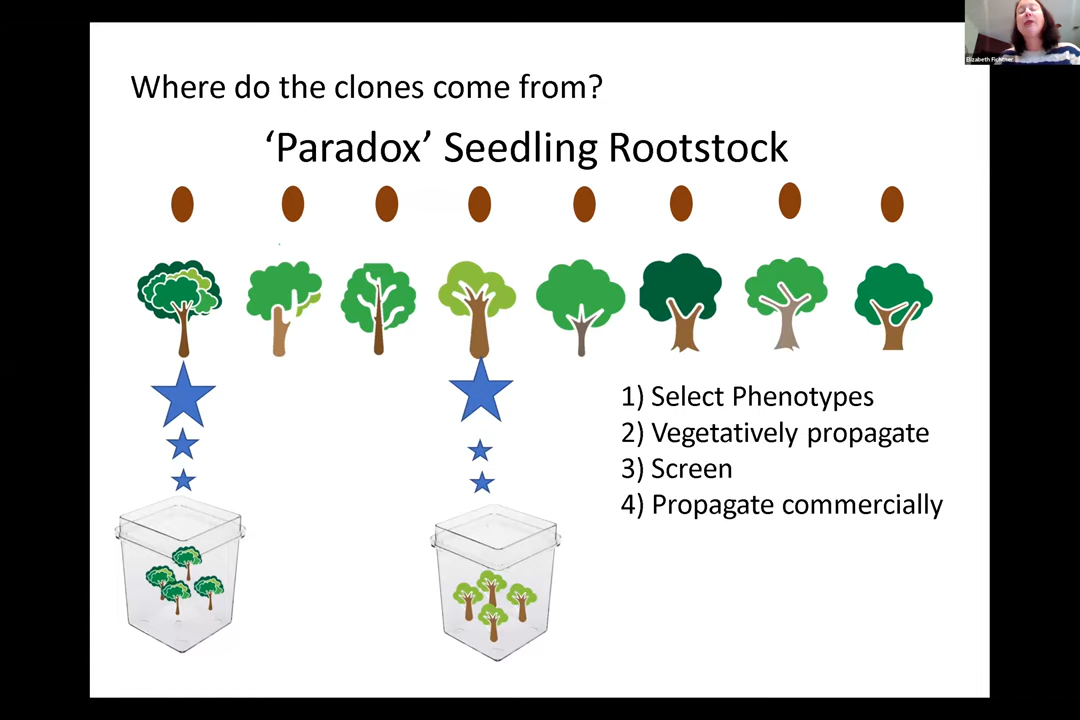 Where do the clones come from?
‘Paradox’ Seedling Rootstock
1) Select Phenotypes
2) Vegetatively propagate
3) Screen
4) Propagate commercially
Elizabeth Fichtner